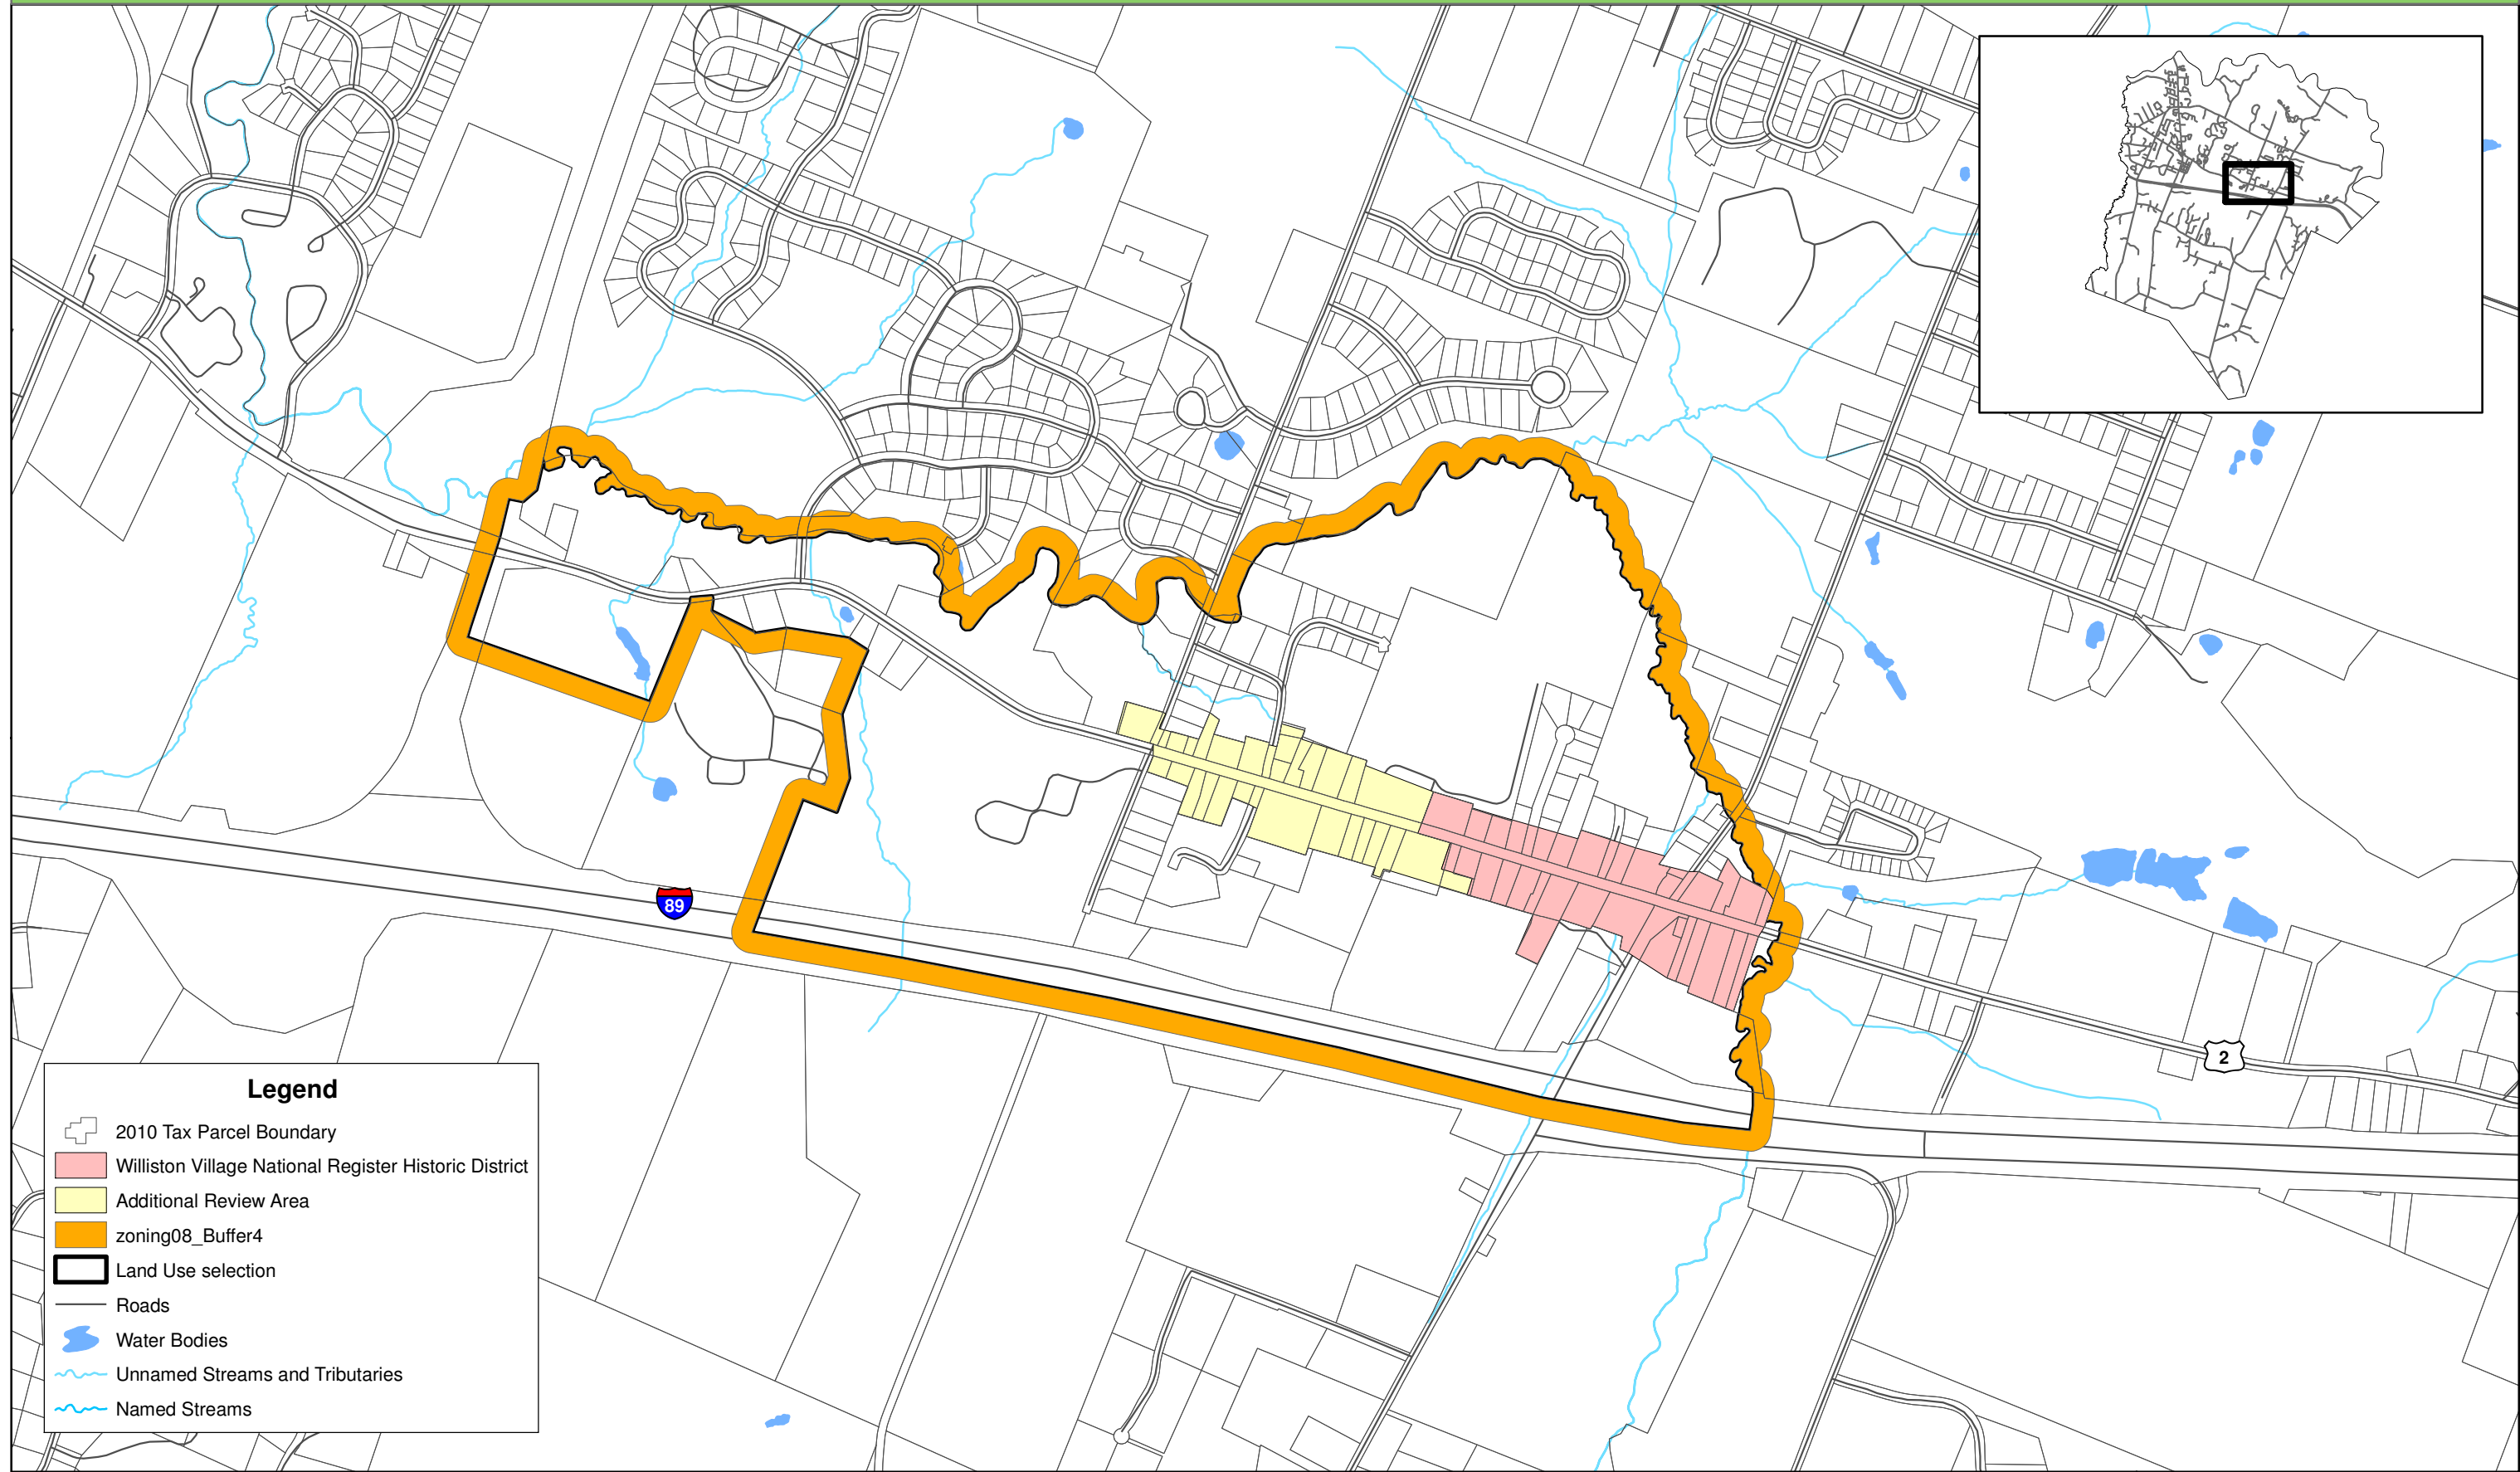 89
2
Legend
2010 Tax Parcel Boundary
Williston Village National Register Historic District
Additional Review Area
zoning08_Buffer4
Land Use selection
Roads
Water Bodies
Unnamed Streams and Tributaries
Named Streams